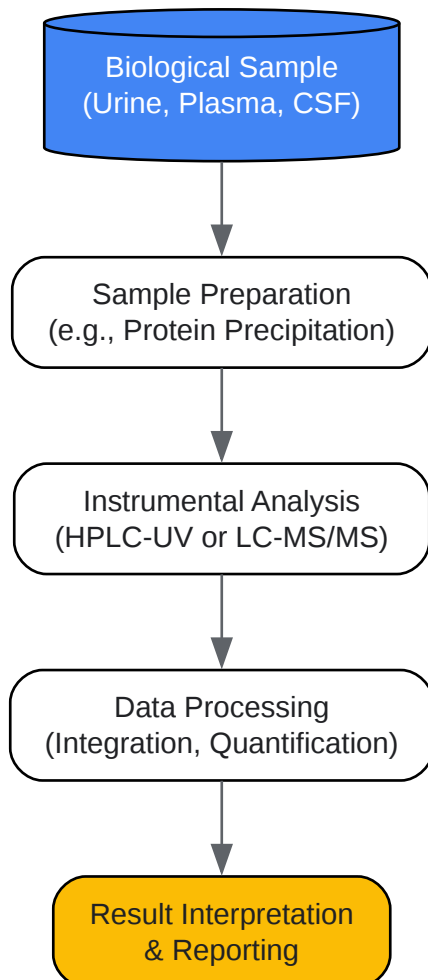 Biological Sample
(Urine, Plasma, CSF)
Sample Preparation
(e.g., Protein Precipitation)
Instrumental Analysis
(HPLC-UV or LC-MS/MS)
Data Processing
(Integration, Quantification)
Result Interpretation
& Reporting